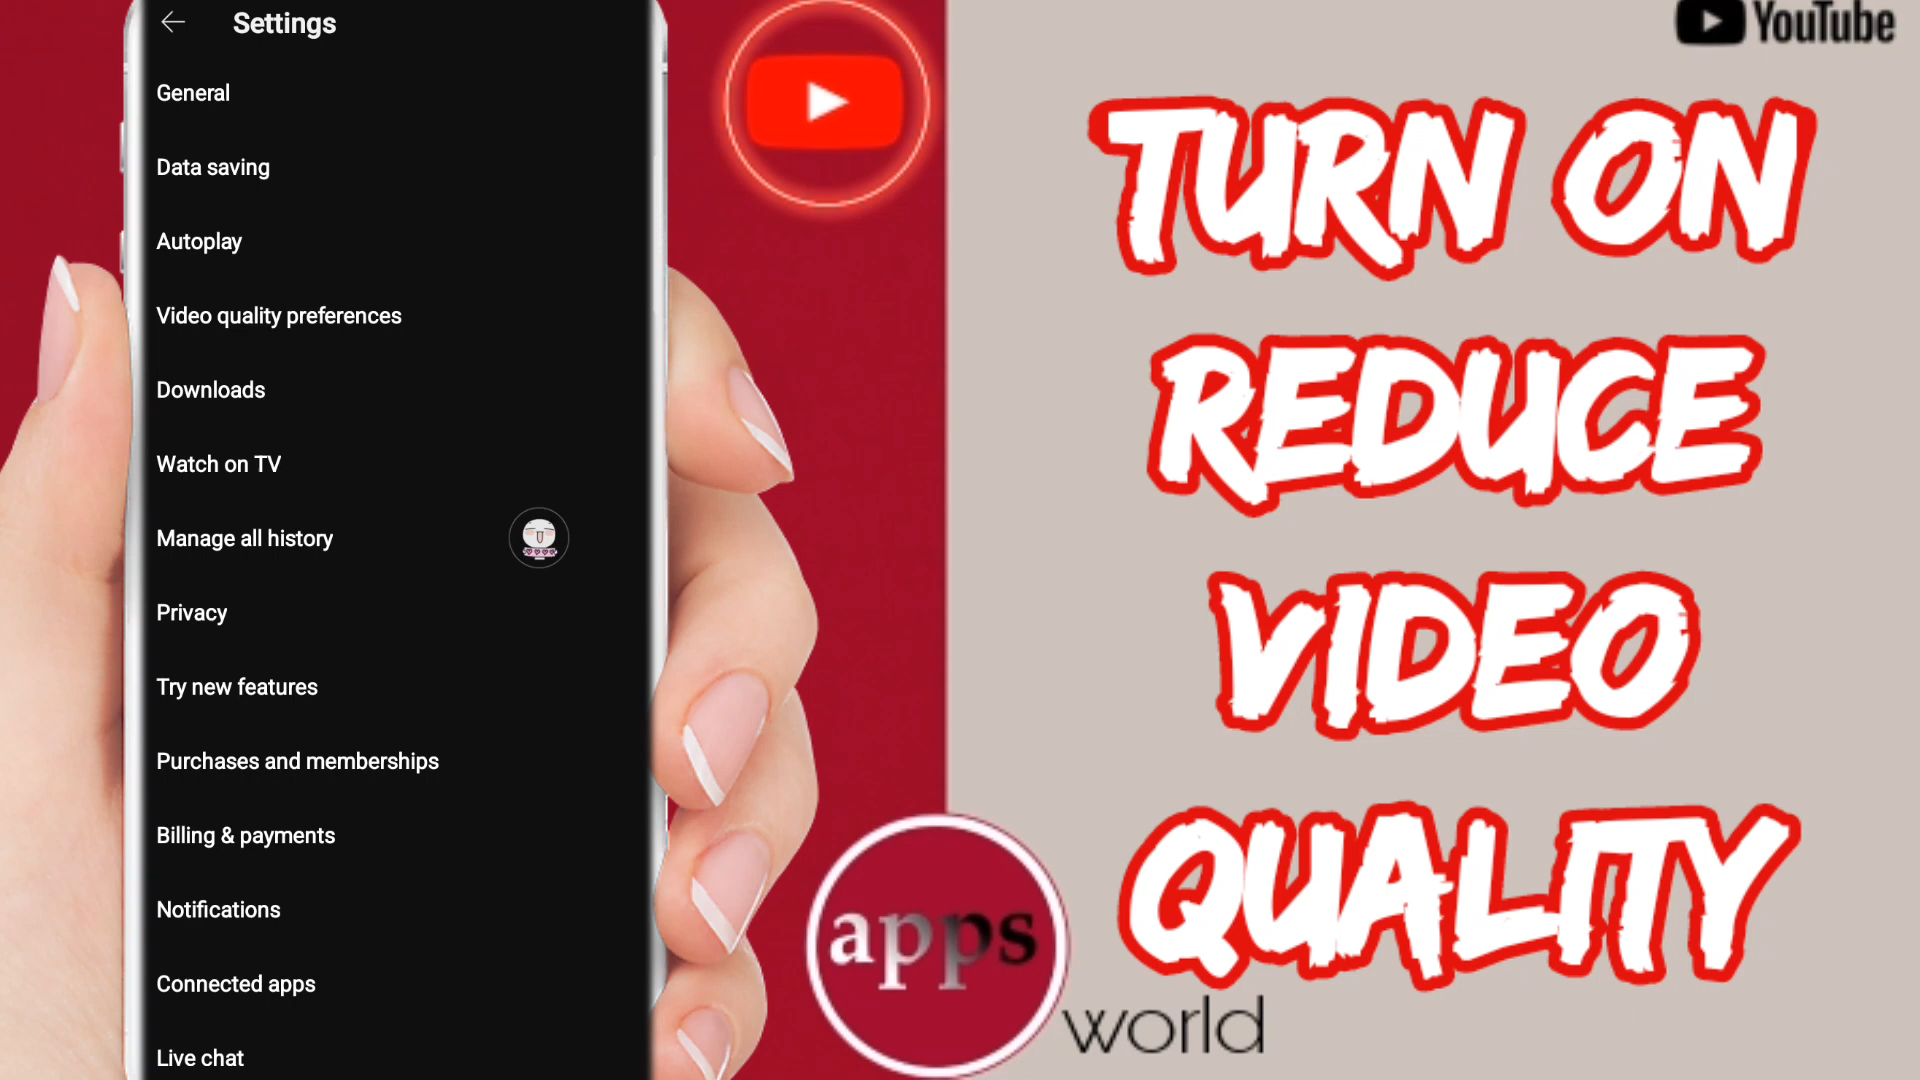 Settings
General
Data saving
Autoplay
Video quality preferences
Downloads
Watch on TV
Manage all history
Privacy
Try new features
Purchases and memberships
Billing & payments
Notifications
Connected apps
Live chat
YouTube
TURN ON
REDUCE
VIDEO
QUALITY
apps
world